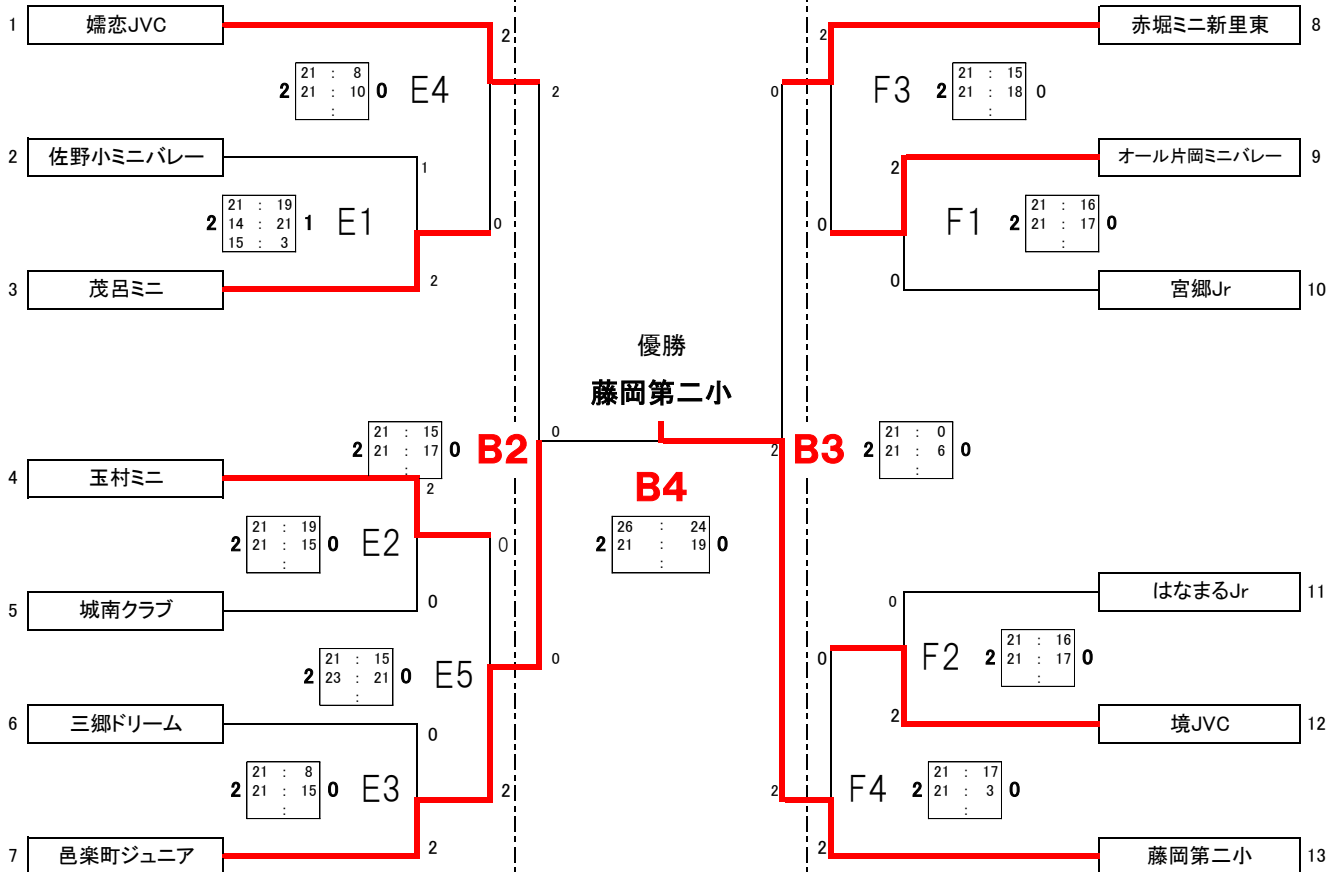 1 嬬恋JVC 2
2 21 : 8 0 E4
21 : 10
:
2
2 佐野小ミニバレー 1
2 21 : 19 1 E1
14 : 21
15 : 3
0
3 茂呂ミニ 2
2 21 : 15 0 B2
21 : 17
:
0
4 玉村ミニ 2
2 21 : 19 0 E2
21 : 15
:
0
5 城南クラブ 0
2 21 : 15 0 E5
23 : 21
:
0
6 三郷ドリーム 0
2 21 : 8 0 E3
21 : 15
:
2
7 邑楽町ジュニア 2
優勝
藤岡第二小
B4
2 26 : 24 0
21 : 19
:
2 赤堀ミニ新里東 8
0
F3 2 21 : 15 0
21 : 18
:
2 オール片岡ミニバレー 9
0
F1 2 21 : 16 0
21 : 17
:
0 宮郷Jr 10
2
B3 2 21 : 0 0
21 : 6
:
0 はなまるJr 11
0
F2 2 21 : 16 0
21 : 17
:
2 境JVC 12
2
F4 2 21 : 17 0
21 : 3
:
2 藤岡第二小 13